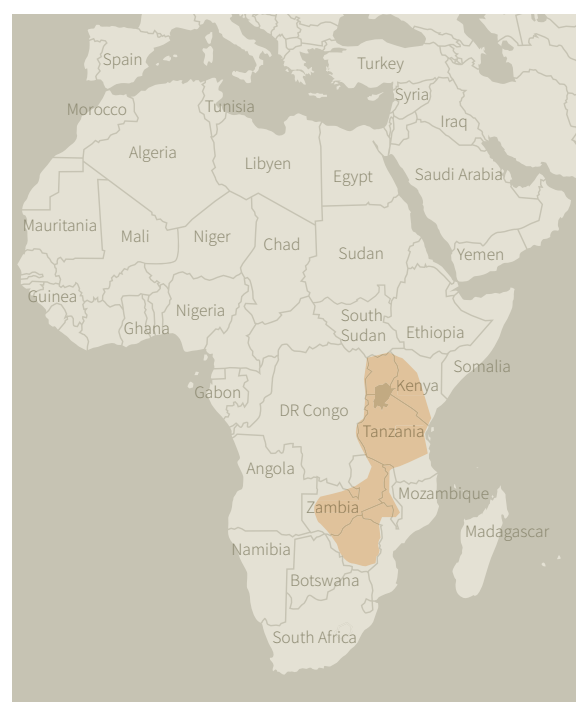 Spain
Turkey
Syria
Morocco
Tunisia
Iraq
Algeria
Libyen
Egypt
Saudi Arabia
Mauritania
Mali
Niger
Chad
Sudan
Yemen
Guinea
Nigeria
Ghana
South
Sudan
Ethiopia
Somalia
Gabon
Kenya
DR Congo
Tanzania
Angola
Mozambique
Zambia
Madagascar
Namibia
Botswana
South Africa